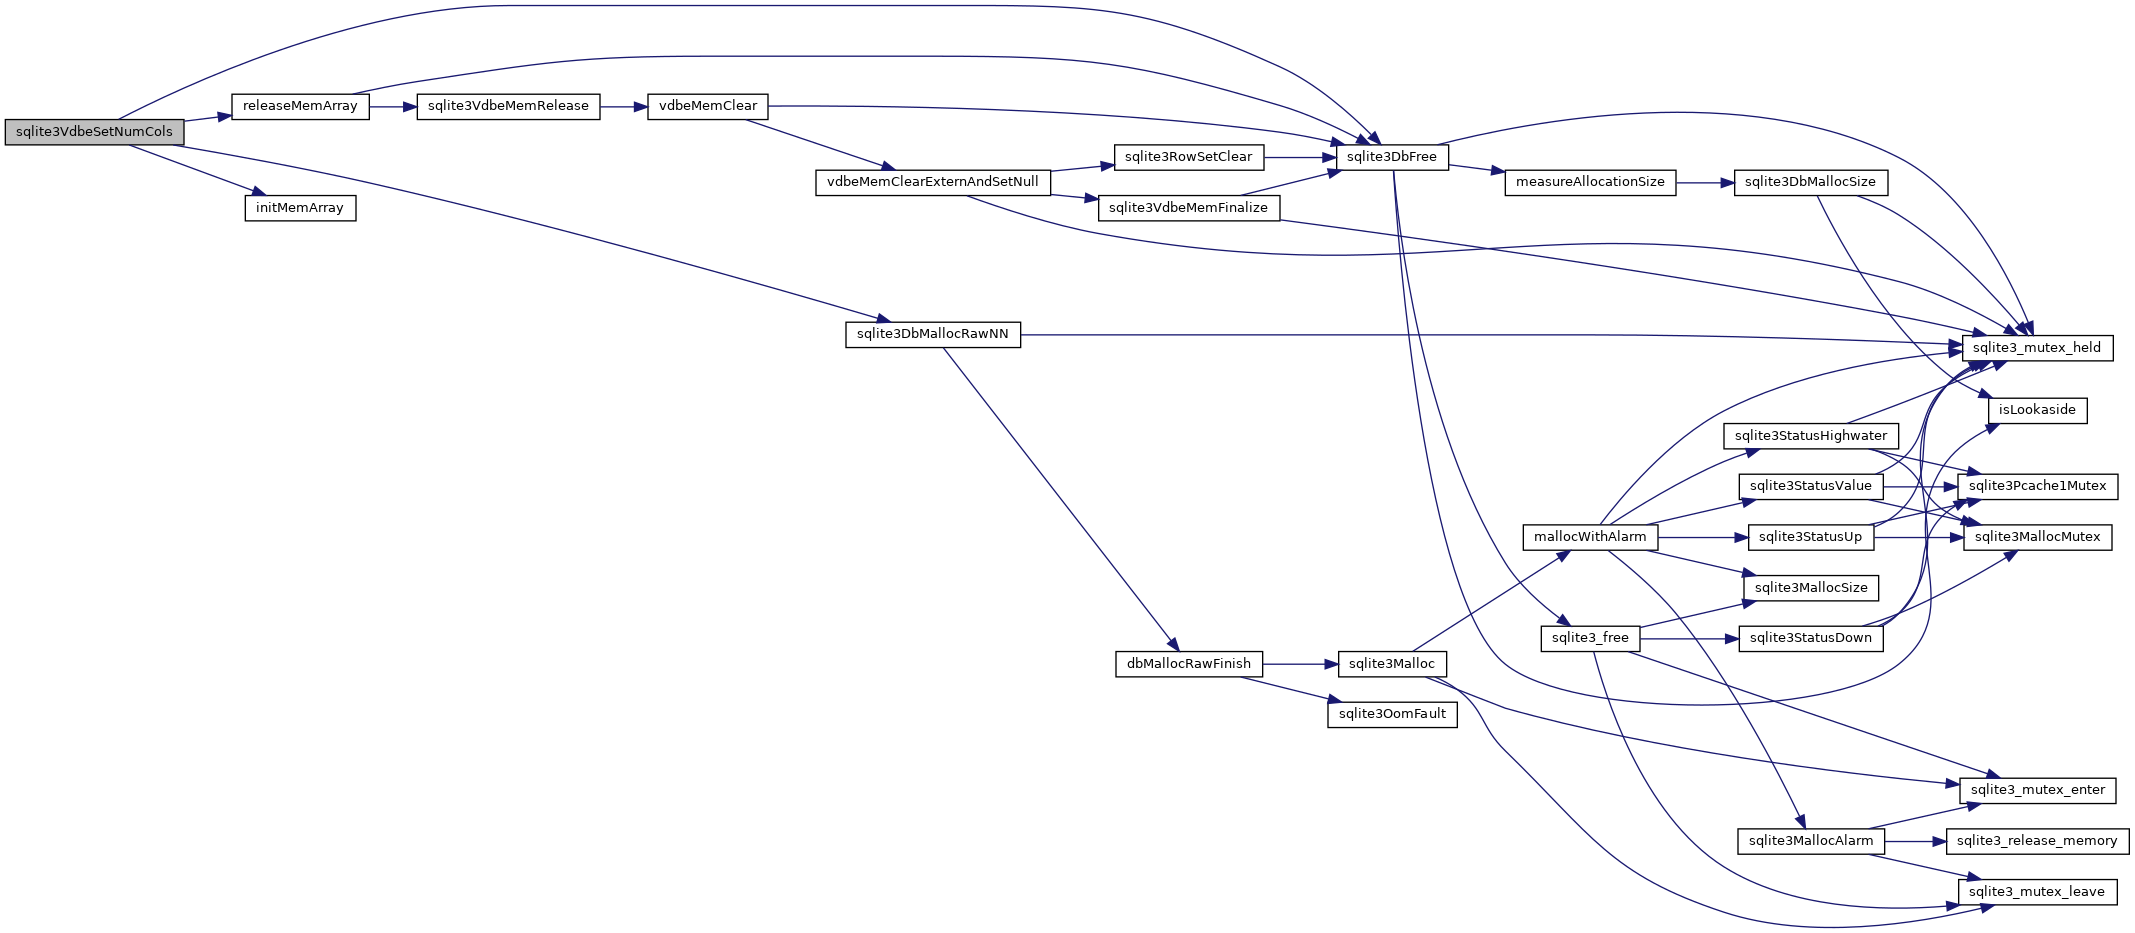 sqlite3VdbeSetNumCols
releaseMemArray
initMemArray
sqlite3VdbeMemRelease
vdbeMemClear
vdbeMemClearExternAndSetNull
sqlite3DbMallocRawNN
sqlite3RowSetClear
sqlite3VdbeMemFinalize
dbMallocRawFinish
sqlite3DbFree
sqlite3Malloc
sqlite3OomFault
measureAllocationSize
mallocWithAlarm
sqlite3_free
sqlite3DbMallocSize
sqlite3StatusHighwater
sqlite3StatusValue
sqlite3StatusUp
sqlite3MallocSize
sqlite3StatusDown
sqlite3MallocAlarm
sqlite3_mutex_held
isLookaside
sqlite3Pcache1Mutex
sqlite3MallocMutex
sqlite3_mutex_enter
sqlite3_release_memory
sqlite3_mutex_leave